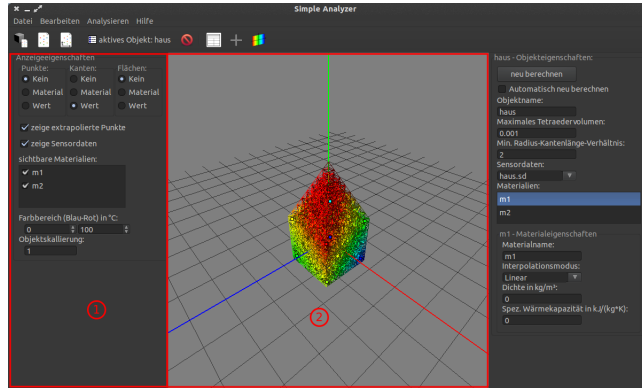 Simple Analyzer
Datei Bearbeiten Analysieren Hilfe
aktives Objekt: haus
Anzeigeeigenschaften
Punkte: Kanten: Flächen:
Kein Kein Kein
Material Material Material
Wert Wert Wert
zeige extrapolierte Punkte
zeige Sensordaten
sichtbare Materialien:
m1
m2
Farbbereich (Blau-Rot) in °C:
0 100
Objektskallierung:
1
1
2
haus - Objekteigenschaften:
neu berechnen
Automatisch neu berechnen
Objektname:
haus
Maximales Tetraedervolumen:
0.001
Min. Radius-Kantenlänge-Verhältnis:
2
Sensordaten:
haus.sd
Materialien:
m1
m2
m1 - Materialeigenschaften
Materialname:
m1
Interpolationsmodus:
Linear
Dichte in kg/m³:
0
Spez. Wärmekapazität in kJ/(kg*K):
0